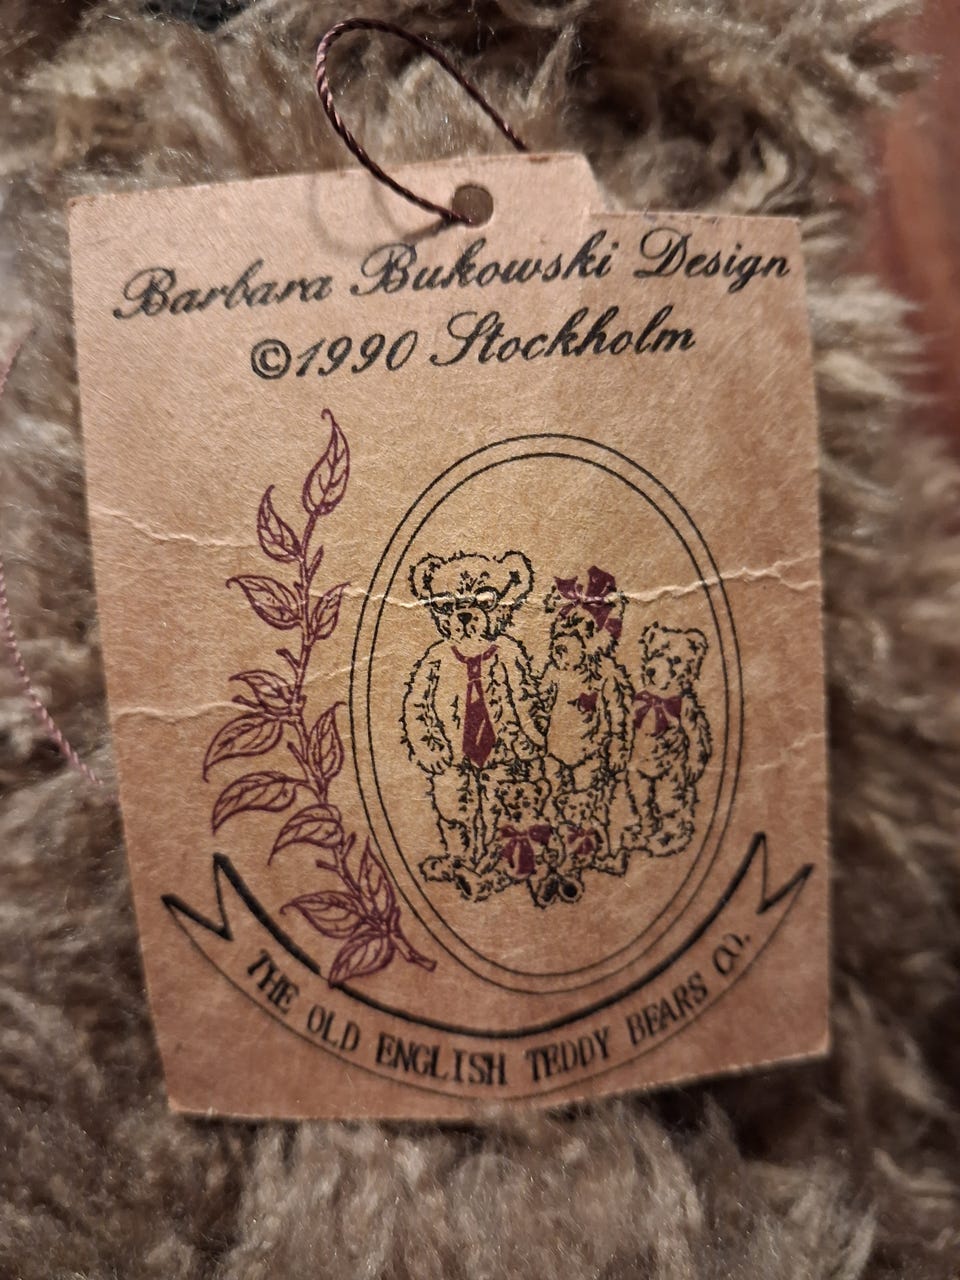 Barbara Bukowski Design
©1990 Stockholm
THE OLD ENGLISH TEDDY BEARS CO.